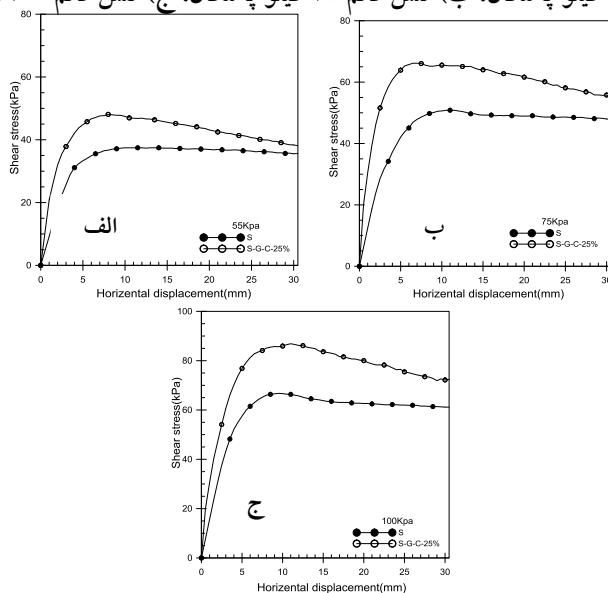 80
60
40
20
0
Shear stress(kPa)
0 5 10 15 20 25 30
Horizental displacement(mm)
الف
55Kpa
S
S-G-C-25%
80
60
40
20
0
Shear stress(kPa)
0 5 10 15 20 25 30
Horizental displacement(mm)
ب
75Kpa
S
S-G-C-25%
100
80
60
40
20
0
Shear stress(kPa)
0 5 10 15 20 25 30
Horizental displacement(mm)
ج
100Kpa
S
S-G-C-25%